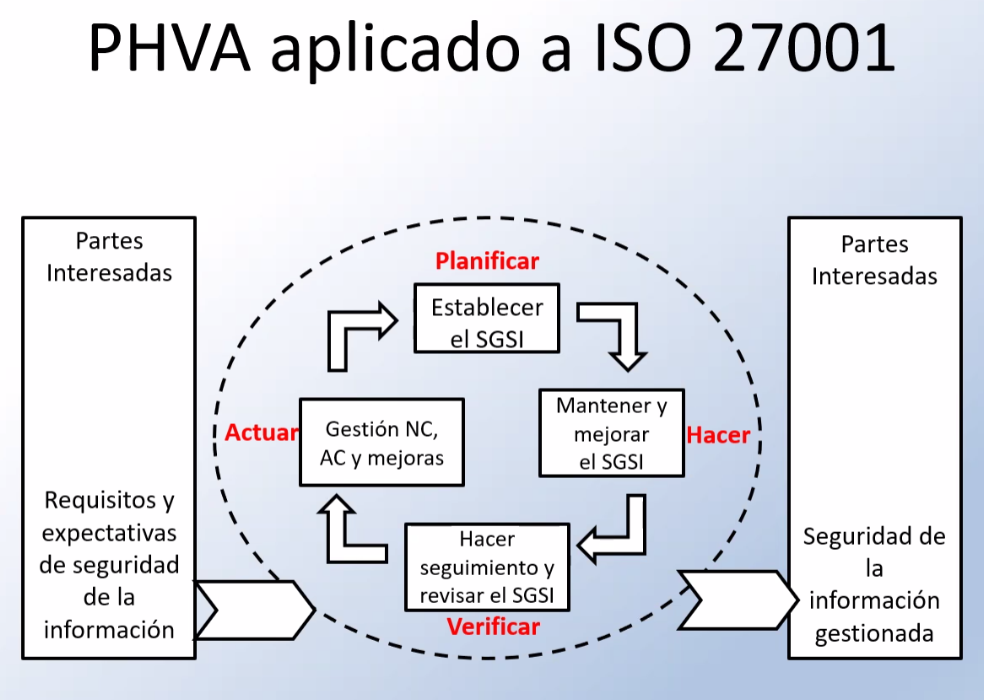 PHVA aplicado a ISO 27001
Partes
Interesadas
Requisitos y
expectativas
de seguridad
de la
información
Planificar
Establecer
el SGSI
Actuar
Gestión NC,
AC y mejoras
Mantener y
mejorar
el SGSI
Hacer
Hacer
seguimiento y
revisar el SGSI
Verificar
Partes
Interesadas
Seguridad de
la
información
gestionada